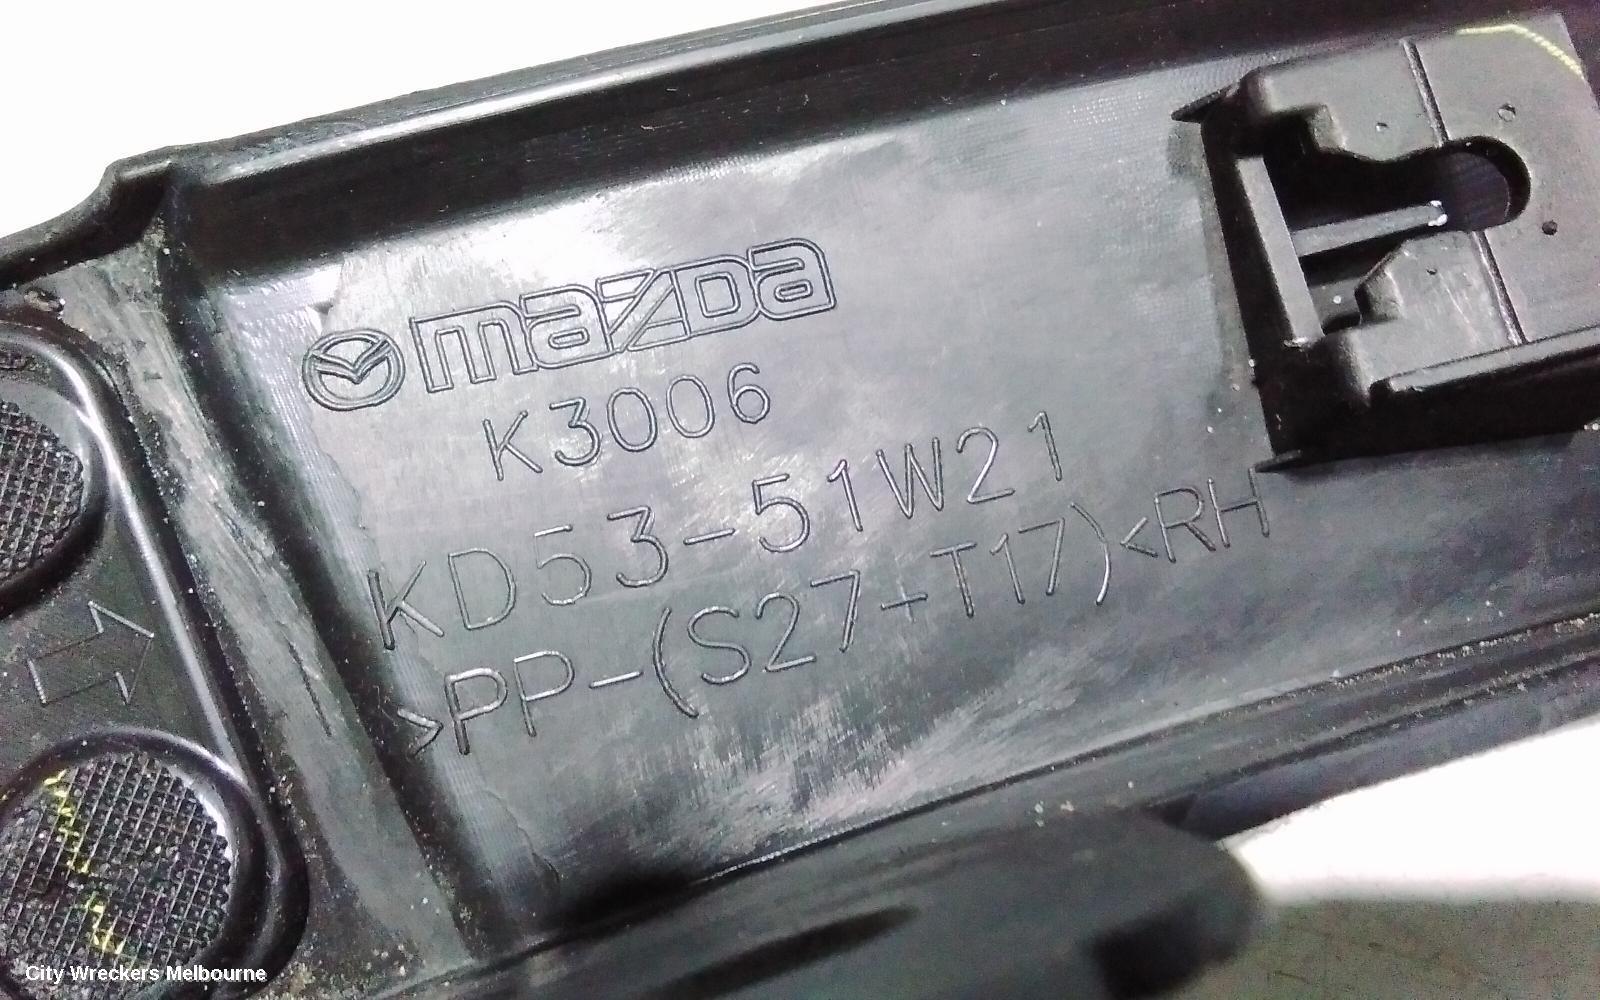 mazda
K3006
KD53-51W21
>PP-(S27+T17)<RH
City Wreckers Melbourne